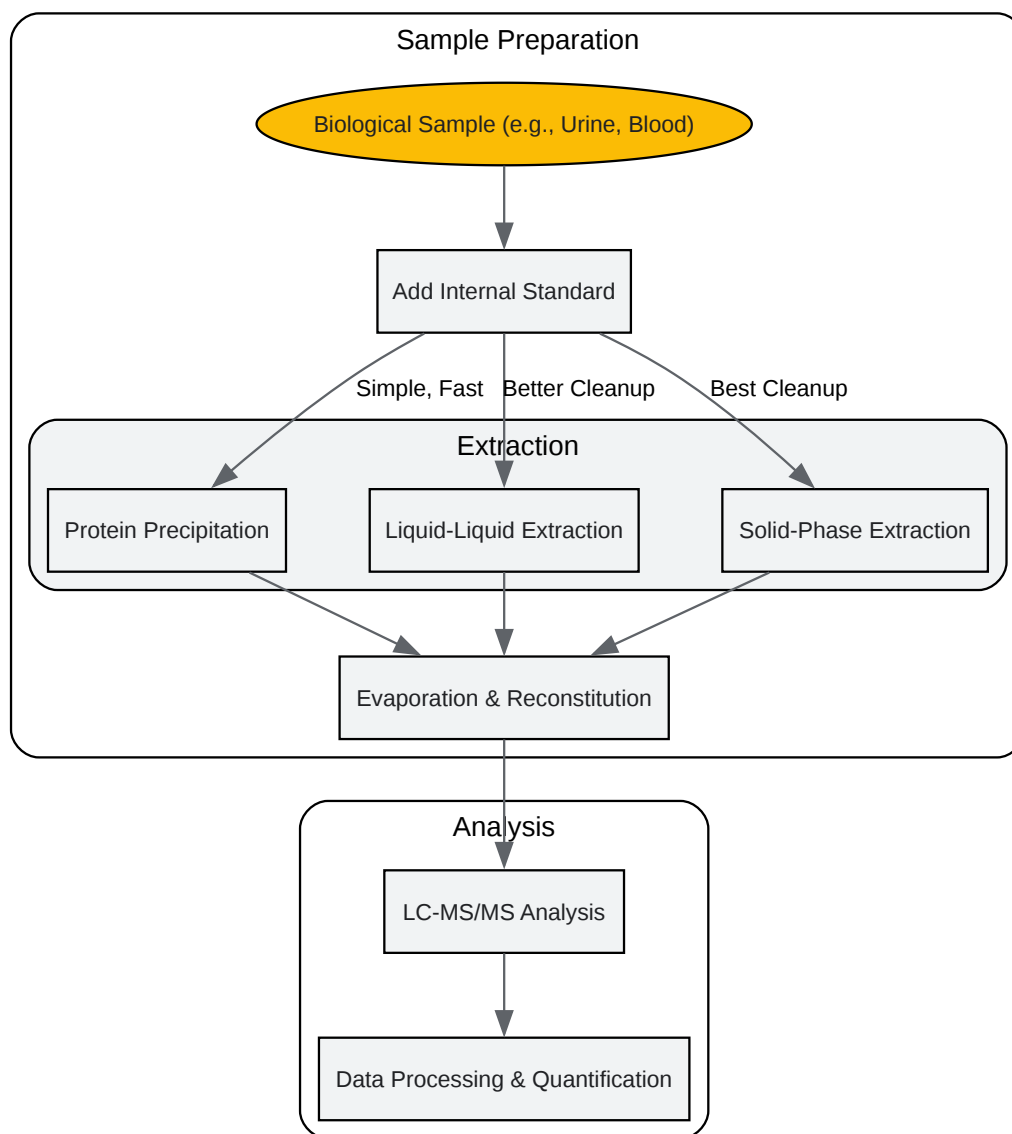 Sample Preparation
Biological Sample (e.g., Urine, Blood)
Add Internal Standard
Simple, Fast
Better Cleanup
Best Cleanup
Extraction
Protein Precipitation
Liquid-Liquid Extraction
Solid-Phase Extraction
Evaporation & Reconstitution
Analysis
LC-MS/MS Analysis
Data Processing & Quantification